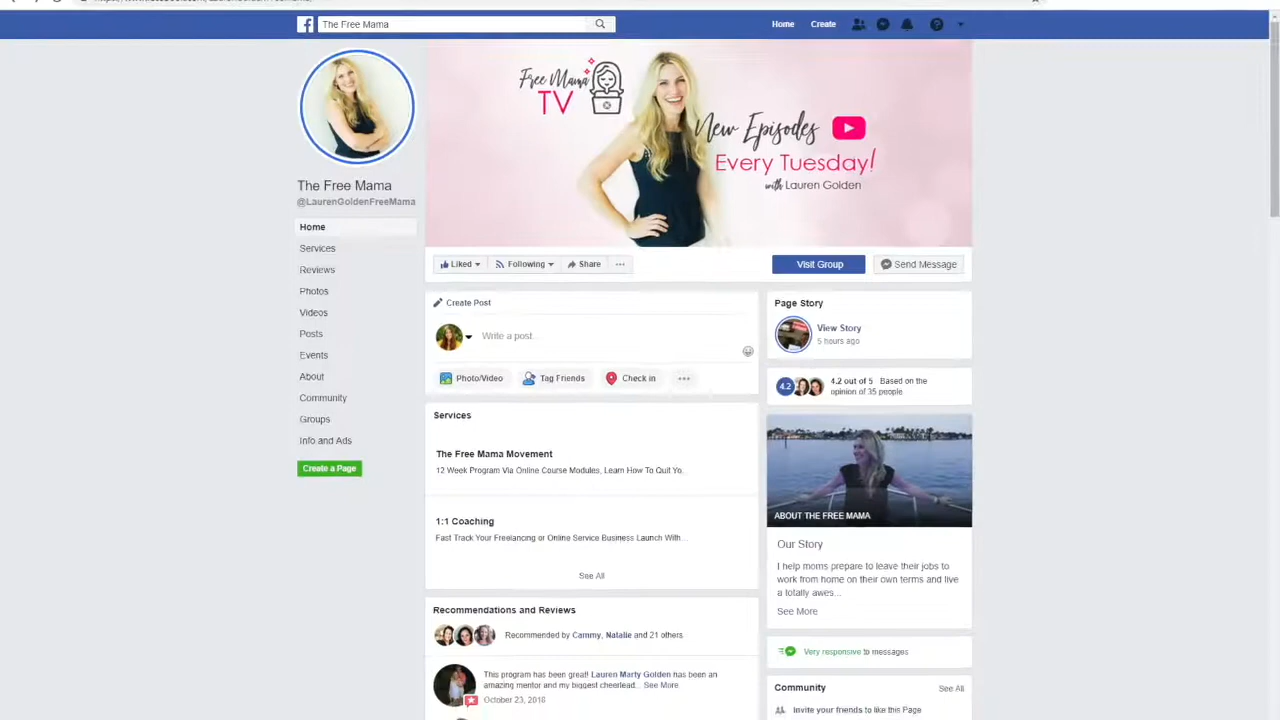 The Free Mama
Home
Create
Free Mama
TV
New Episodes
Every Tuesday!
with Lauren Golden
The Free Mama
@LaurenGoldenFreeMama
Home
Services
Reviews
Photos
Videos
Posts
Events
About
Community
Groups
Info and Ads
Create a Page
Liked
Following
Share
Visit Group
Send Message
Create Post
Write a post...
Photo/Video
Tag Friends
Check in
Services
The Free Mama Movement
12 Week Program Via Online Course Modules, Learn How To Quit Yo.
1:1 Coaching
Fast Track Your Freelancing or Online Service Business Launch With...
See All
Recommendations and Reviews
Recommended by Cammy, Natalie and 21 others
This program has been great! Lauren Marty Golden has been an
amazing mentor and my biggest cheerlead... See More
October 23, 2018
Page Story
View Story
5 hours ago
4.2
4.2 out of 5 Based on the
opinion of 35 people
ABOUT THE FREE MAMA
Our Story
I help moms prepare to leave their jobs to
work from home on their own terms and live
a totally awes...
See More
Very responsive to messages
Community
See All
Invite your friends to like this Page